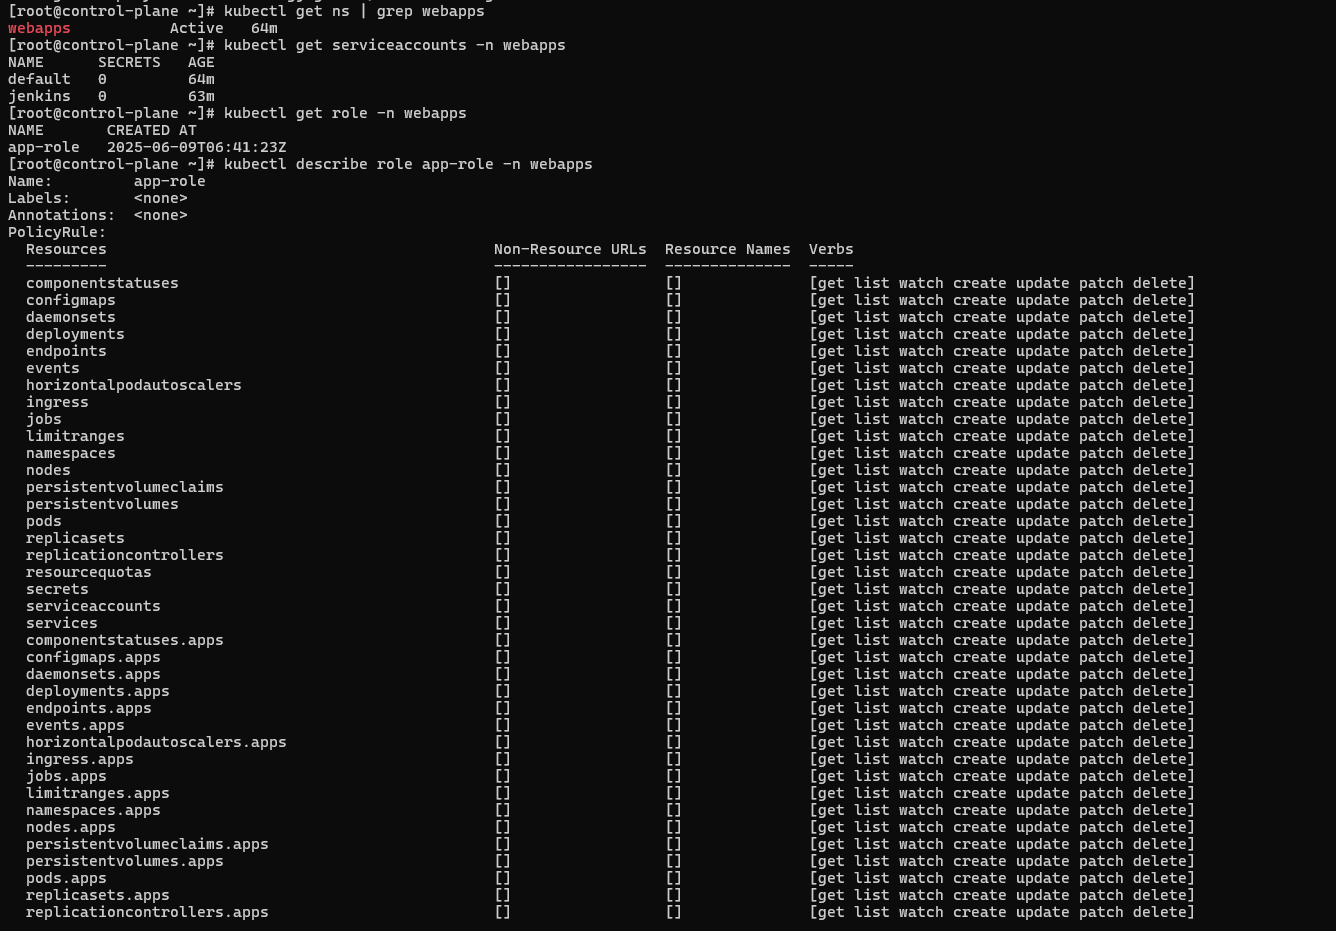 [root@control-plane ~]# kubectl get ns | grep webapps
webapps           Active   64m
[root@control-plane ~]# kubectl get serviceaccounts -n webapps
NAME      SECRETS   AGE
default   0         64m
jenkins   0         63m
[root@control-plane ~]# kubectl get role -n webapps
NAME       CREATED AT
app-role   2025-06-09T06:41:23Z
[root@control-plane ~]# kubectl describe role app-role -n webapps
Name:         app-role
Labels:       <none>
Annotations:  <none>
PolicyRule:
  Resources                                           Non-Resource URLs  Resource Names  Verbs
  ---------                                           -----------------  --------------  -----
  componentstatuses                                   []                 []              [get list watch create update patch delete]
  configmaps                                          []                 []              [get list watch create update patch delete]
  daemonsets                                          []                 []              [get list watch create update patch delete]
  deployments                                         []                 []              [get list watch create update patch delete]
  endpoints                                           []                 []              [get list watch create update patch delete]
  events                                              []                 []              [get list watch create update patch delete]
  horizontalpodautoscalers                            []                 []              [get list watch create update patch delete]
  ingress                                             []                 []              [get list watch create update patch delete]
  jobs                                                []                 []              [get list watch create update patch delete]
  limitranges                                         []                 []              [get list watch create update patch delete]
  namespaces                                          []                 []              [get list watch create update patch delete]
  nodes                                               []                 []              [get list watch create update patch delete]
  persistentvolumeclaims                              []                 []              [get list watch create update patch delete]
  persistentvolumes                                   []                 []              [get list watch create update patch delete]
  pods                                                []                 []              [get list watch create update patch delete]
  replicasets                                         []                 []              [get list watch create update patch delete]
  replicationcontrollers                              []                 []              [get list watch create update patch delete]
  resourcequotas                                      []                 []              [get list watch create update patch delete]
  secrets                                             []                 []              [get list watch create update patch delete]
  serviceaccounts                                     []                 []              [get list watch create update patch delete]
  services                                            []                 []              [get list watch create update patch delete]
  componentstatuses.apps                              []                 []              [get list watch create update patch delete]
  configmaps.apps                                     []                 []              [get list watch create update patch delete]
  daemonsets.apps                                     []                 []              [get list watch create update patch delete]
  deployments.apps                                    []                 []              [get list watch create update patch delete]
  endpoints.apps                                      []                 []              [get list watch create update patch delete]
  events.apps                                         []                 []              [get list watch create update patch delete]
  horizontalpodautoscalers.apps                       []                 []              [get list watch create update patch delete]
  ingress.apps                                        []                 []              [get list watch create update patch delete]
  jobs.apps                                           []                 []              [get list watch create update patch delete]
  limitranges.apps                                    []                 []              [get list watch create update patch delete]
  namespaces.apps                                     []                 []              [get list watch create update patch delete]
  nodes.apps                                          []                 []              [get list watch create update patch delete]
  persistentvolumeclaims.apps                         []                 []              [get list watch create update patch delete]
  persistentvolumes.apps                              []                 []              [get list watch create update patch delete]
  pods.apps                                           []                 []              [get list watch create update patch delete]
  replicasets.apps                                    []                 []              [get list watch create update patch delete]
  replicationcontrollers.apps                         []                 []              [get list watch create update patch delete]